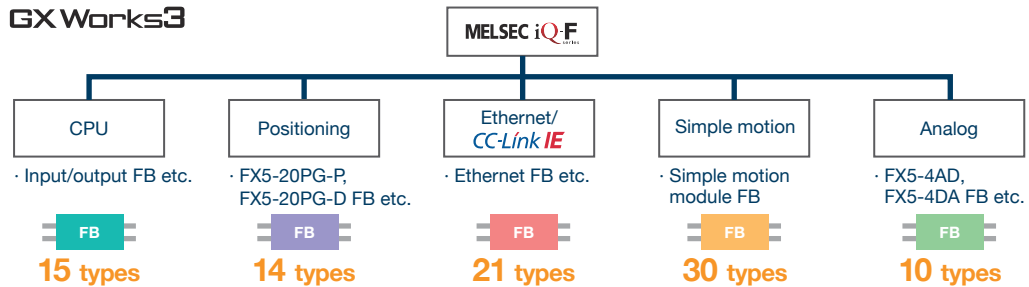 GX Works3
MELSEC iQ-F
series
CPU
Positioning
Ethernet/
CC-Link IE
Simple motion
Analog
· Input/output FB etc.
· FX5-20PG-P,
FX5-20PG-D FB etc.
· Ethernet FB etc.
· Simple motion
module FB
· FX5-4AD,
FX5-4DA FB etc.
FB
FB
FB
FB
FB
15 types
14 types
21 types
30 types
10 types